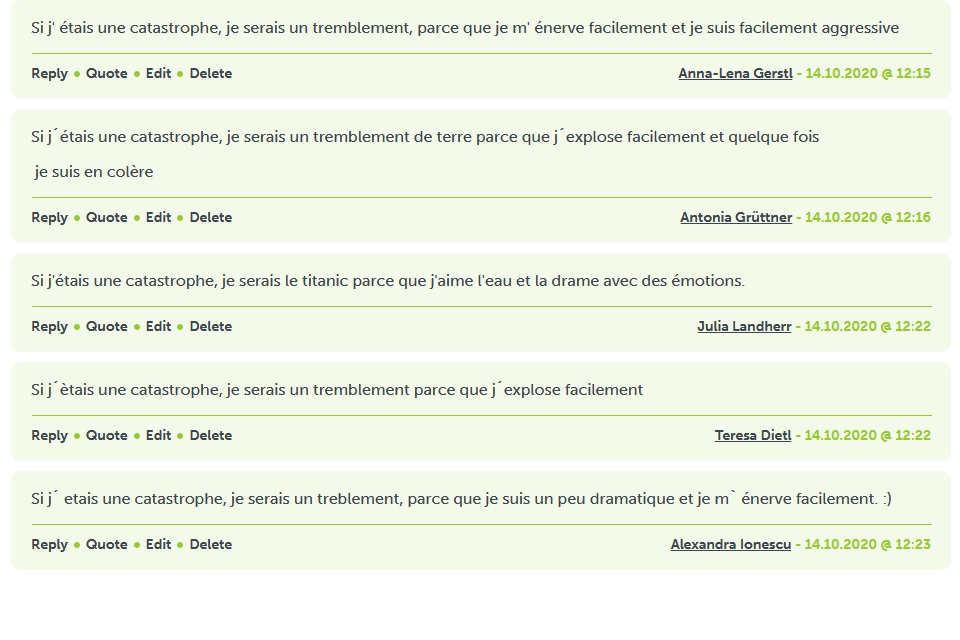 Si j' étais une catastrophe, je serais un tremblement, parce que je m' énerve facilement et je suis facilement aggressive
Reply • Quote • Edit • Delete Anna-Lena Gerstl - 14.10.2020 @ 12:15
Si j´étais une catastrophe, je serais un tremblement de terre parce que j´explose facilement et quelque fois
je suis en colère
Reply • Quote • Edit • Delete Antonia Grüttner - 14.10.2020 @ 12:16
Si j'étais une catastrophe, je serais le titanic parce que j'aime l'eau et la drame avec des émotions.
Reply • Quote • Edit • Delete Julia Landherr - 14.10.2020 @ 12:22
Si j´ètais une catastrophe, je serais un tremblement parce que j´explose facilement
Reply • Quote • Edit • Delete Teresa Dietl - 14.10.2020 @ 12:22
Si j´ etais une catastrophe, je serais un treblement, parce que je suis un peu dramatique et je m` énerve facilement. :)
Reply • Quote • Edit • Delete Alexandra Ionescu - 14.10.2020 @ 12:23